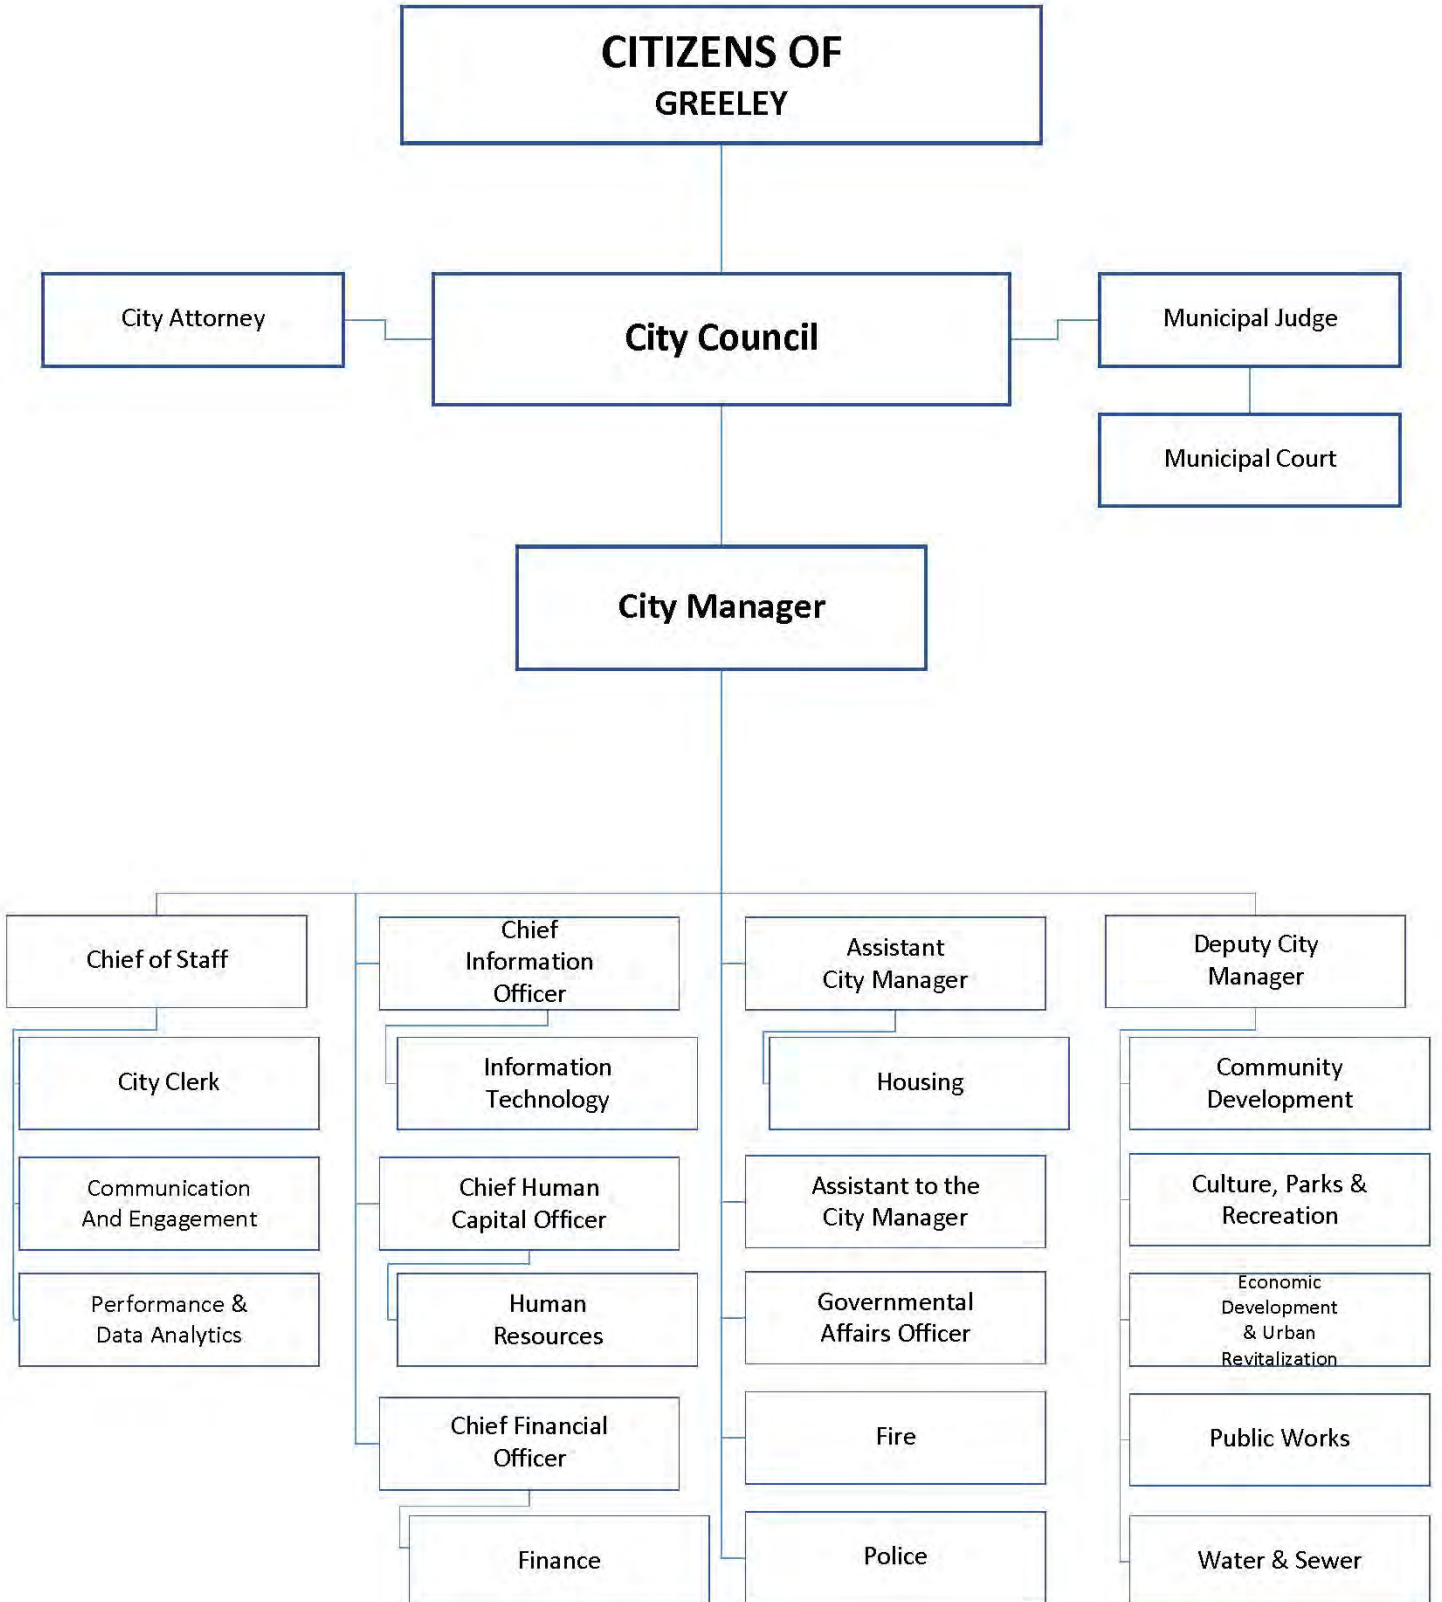 CITIZENS OF
GREELEY
City Attorney
City Council
Municipal Judge
Municipal Court
City Manager
Chief of Staff
City Clerk
Communication
And Engagement
Performance &
Data Analytics
Chief
Information
Officer
Information
Technology
Chief Human
Capital Officer
Human
Resources
Chief Financial
Officer
Finance
Assistant
City Manager
Housing
Assistant to the
City Manager
Governmental
Affairs Officer
Fire
Police
Deputy City
Manager
Community
Development
Culture, Parks &
Recreation
Economic
Development
& Urban
Revitalization
Public Works
Water & Sewer